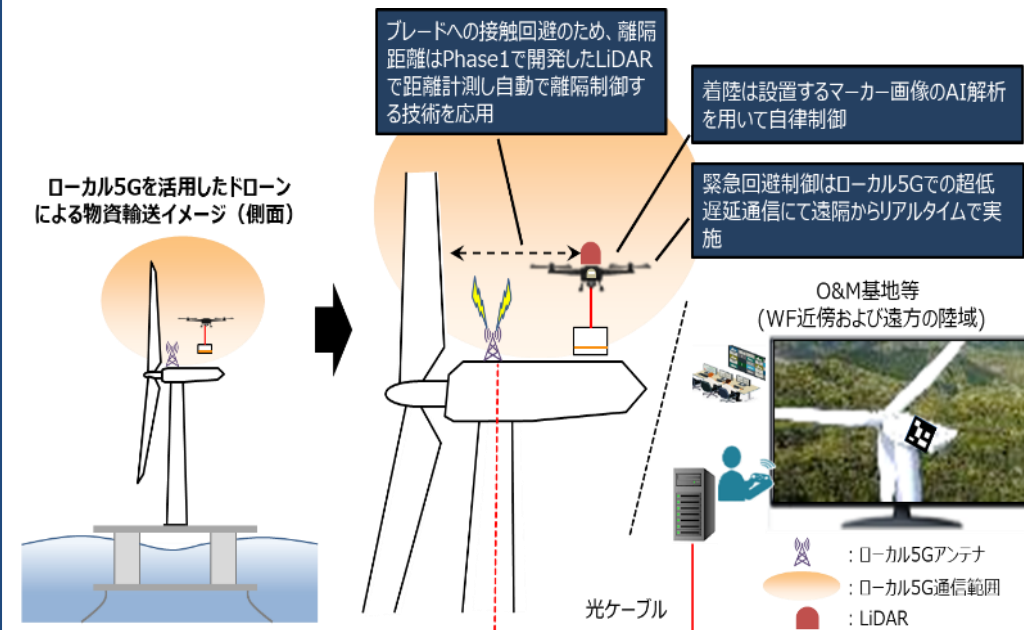 ブレードへの接触回避のため、離隔
距離はPhase1で開発したLiDAR
で距離計測し自動で離隔制御す
る技術を応用
着陸は設置するマーカー画像のAI解析
を用いて自律制御
緊急回避制御はローカル5Gでの超低
遅延通信にて遠隔からリアルタイムで実
施
ローカル5Gを活用したドローン
による物資輸送イメージ（側面）
O&M基地等
(WF近傍および遠方の陸域)
光ケーブル
：ローカル5Gアンテナ
：ローカル5G通信範囲
：LiDAR